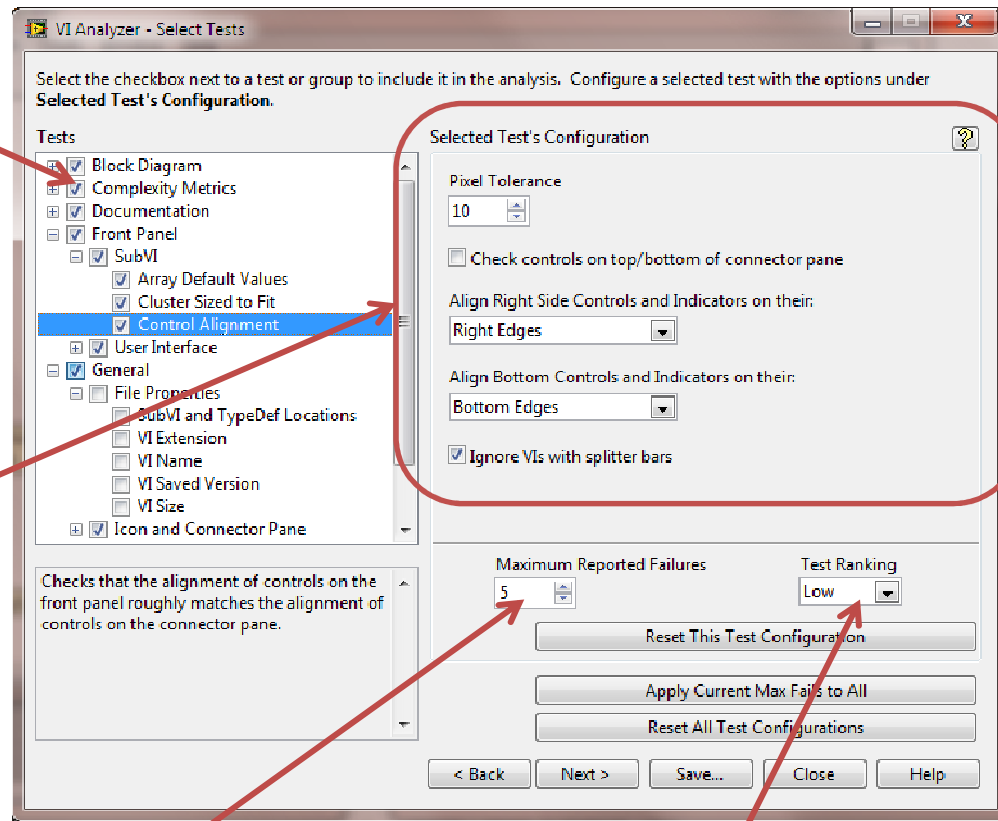 VI Analyzer - Select Tests
Select the checkbox next to a test or group to include it in the analysis. Configure a selected test with the options under
Selected Test's Configuration.
Tests
Block Diagram
Complexity Metrics
Documentation
Front Panel
SubVI
Array Default Values
Cluster Sized to Fit
Control Alignment
User Interface
General
File Properties
SubVI and TypeDef Locations
VI Extension
VI Name
VI Saved Version
VI Size
Icon and Connector Pane
Checks that the alignment of controls on the
front panel roughly matches the alignment of
controls on the connector pane.
Selected Test's Configuration
Pixel Tolerance
10
Check controls on top/bottom of connector pane
Align Right Side Controls and Indicators on their:
Right Edges
Align Bottom Controls and Indicators on their:
Bottom Edges
Ignore VIs with splitter bars
Maximum Reported Failures
5
Test Ranking
Low
Reset This Test Configuration
Apply Current Max Fails to All
Reset All Test Configurations
< Back
Next >
Save...
Close
Help